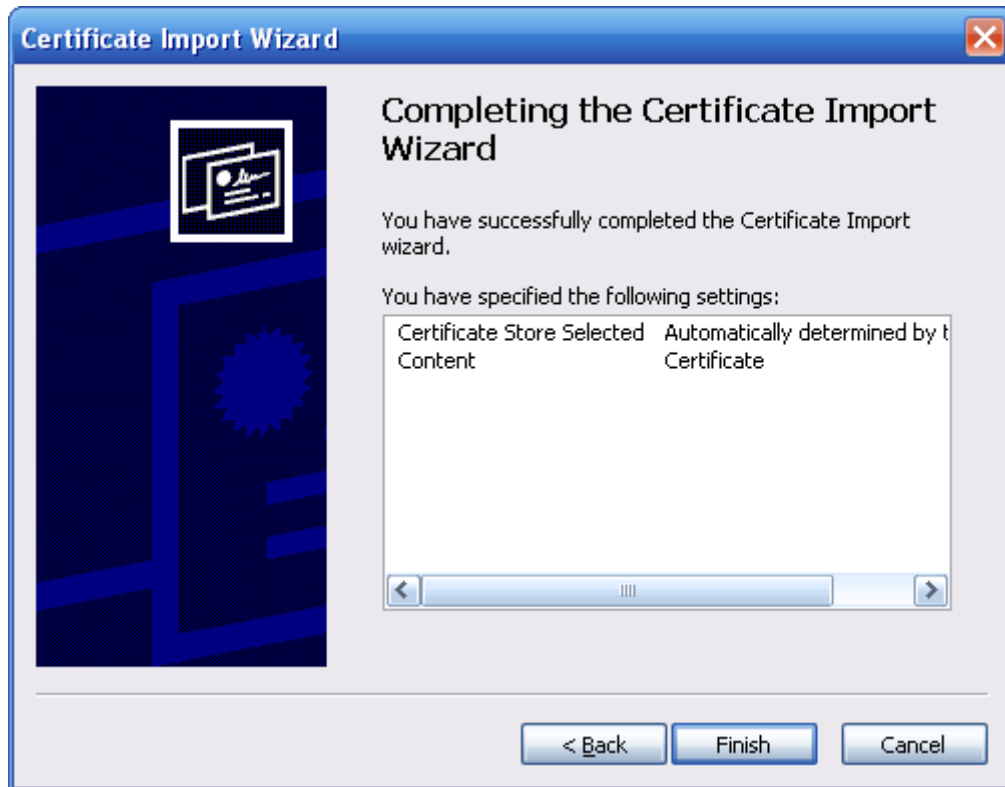 Certificate Import Wizard
Completing the Certificate Import
Wizard
You have successfully completed the Certificate Import
wizard.
You have specified the following settings:
Certificate Store Selected Automatically determined by t
Content Certificate
< Back Finish Cancel